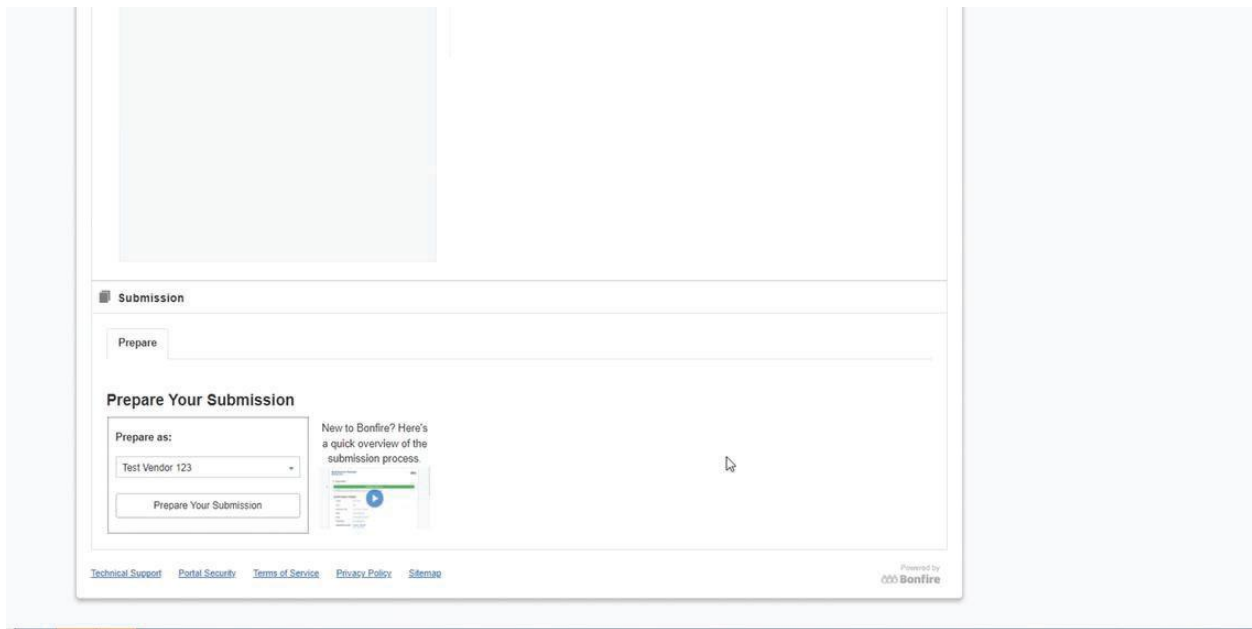 Submission
Prepare
Prepare Your Submission
Prepare as:
Test Vendor 123
Prepare Your Submission
New to Bonfire? Here's
a quick overview of the
submission process
Technical Support Portal Security Terms of Service Privacy Policy Sitemap
Powered by
Bonfire